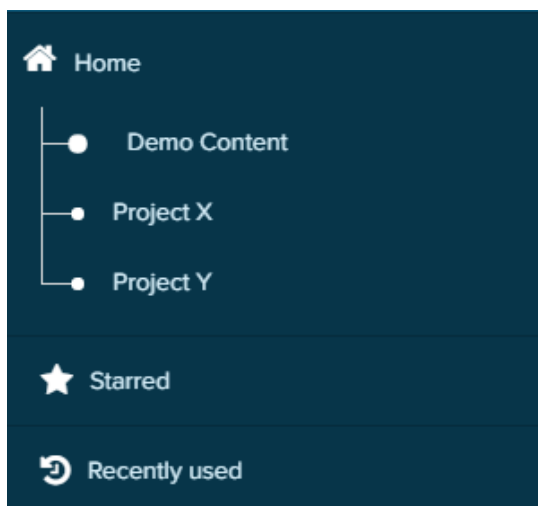 Home
Demo Content
Project X
Project Y
Starred
Recently used